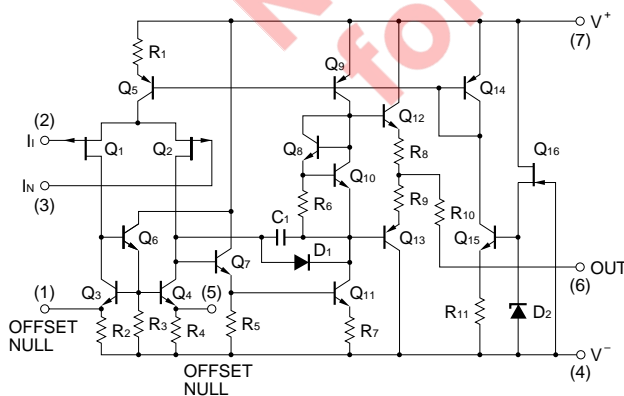 V+
(7)
R1
Q5
Q9
Q14
Q12
(2)
II
Q1
Q2
Q8
R8
Q16
Q10
IN
(3)
R6
R9
R10
C1
Q6
Q13
Q15
D1
Q7
OUT
(6)
(1)
Q3
Q4
(5)
Q11
OFFSET
NULL
R2
R3
R4
R5
R7
R11
D2
V−
(4)
OFFSET
NULL